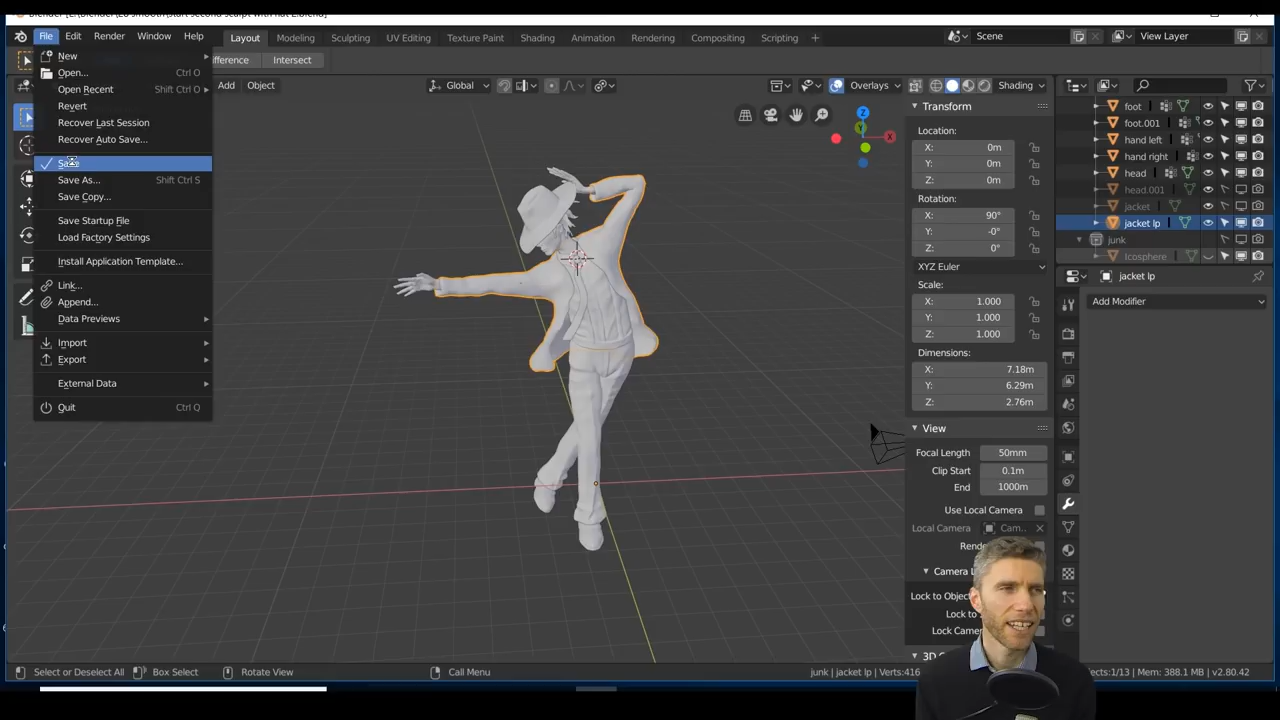 File Edit Render Window Help Layout Modeling Sculpting UV Editing Texture Paint Shading Animation Rendering Compositing Scripting + Scene View Layer
New
Open... Ctrl O
Open Recent Shift Ctrl O
Revert
Recover Last Session
Recover Auto Save...
Save As... Shift Ctrl S
Save Copy...
Save Startup File
Load Factory Settings
Install Application Template...
Link...
Append...
Data Previews
Import
Export
External Data
Quit Ctrl Q
Intersect
Add Object Global Overlays Shading
X
Y
Z
Transform
Location:
X: 0m
Y: 0m
Z: 0m
Rotation:
X: 90°
Y: -0°
Z: 0°
XYZ Euler
Scale:
X: 1.000
Y: 1.000
Z: 1.000
Dimensions:
X: 7.18m
Y: 6.29m
Z: 2.76m
View
Focal Length 50mm
Clip Start 0.1m
End 1000m
Use Local Camera
Local Camera Cam...
Lock to
foot
foot.001
hand left
hand right
head
head.001
jacket
jacket lp
junk
Icosphere
jacket lp
Add Modifier
Select or Deselect All Box Select Rotate View Call Menu junk | jacket lp | Verts:416 1/13 | Mem: 388.1 MB | v2.80.42